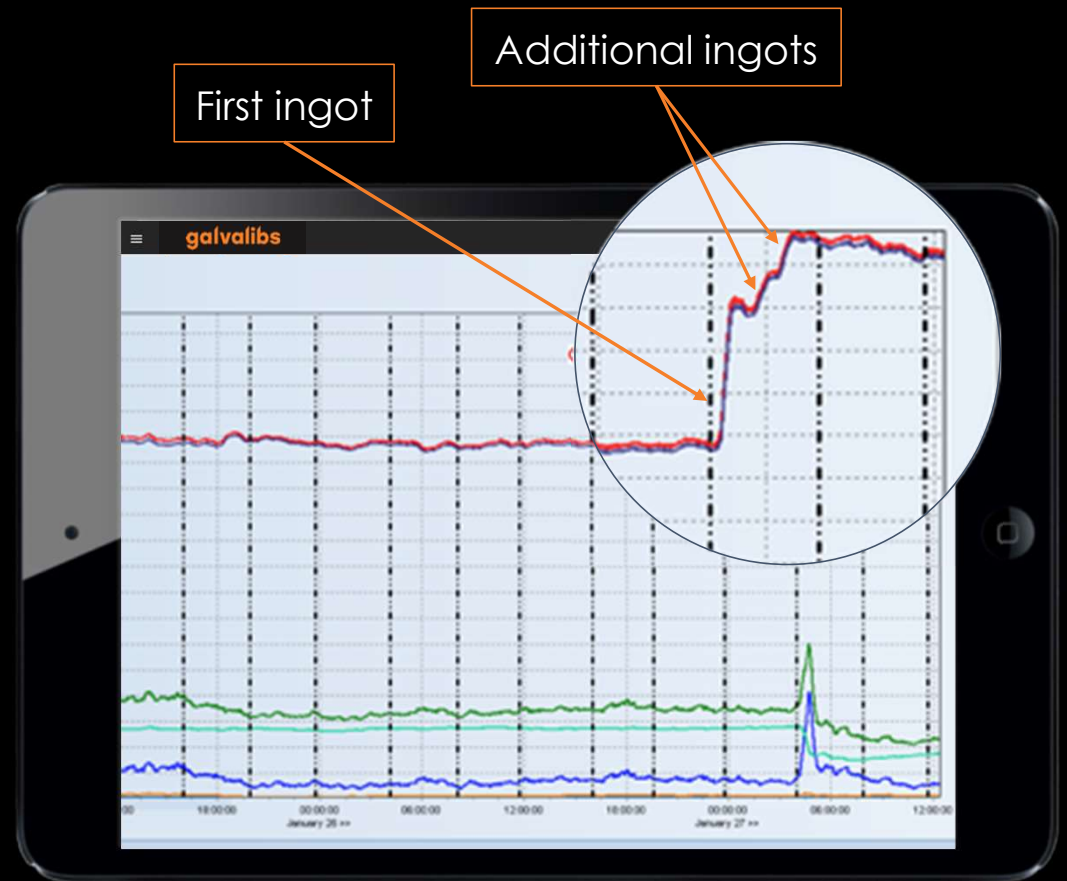 Additional ingots
First ingot
galvalibs
18:00:00 00:00:00 06:00:00 12:00:00 18:00:00 00:00:00 06:00:00 12:00:00
January 26 >> January 27 >>